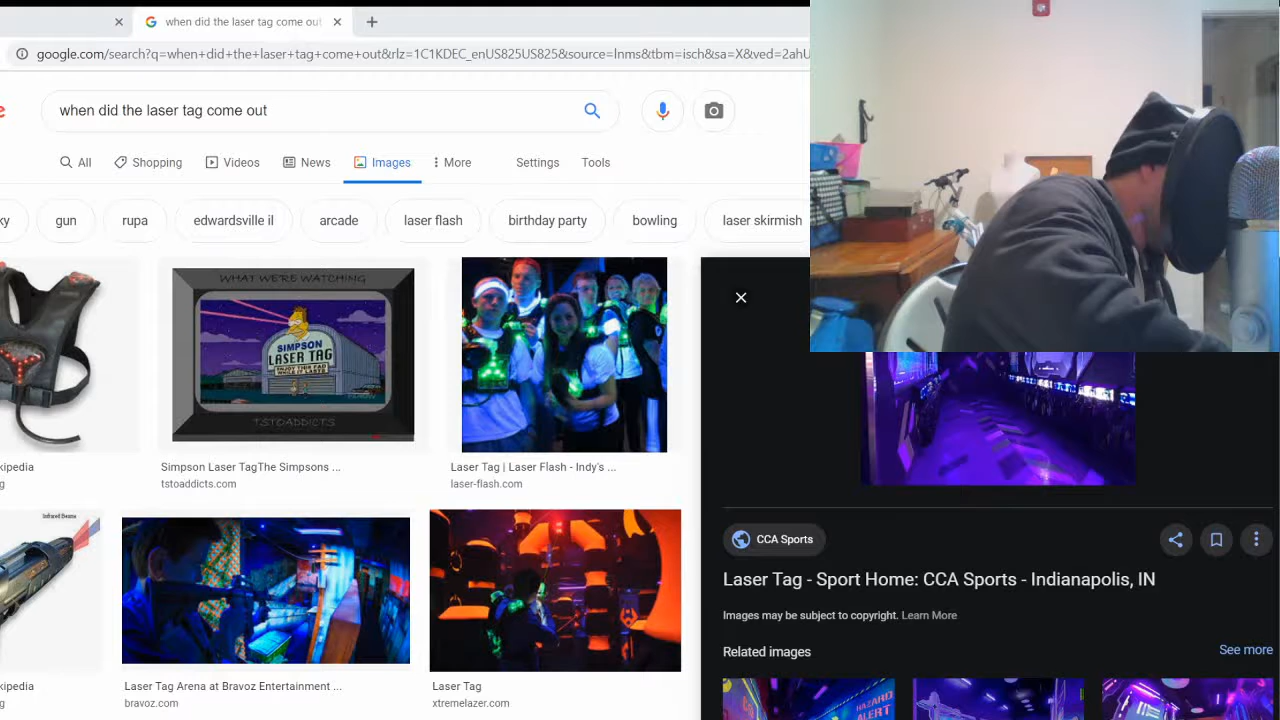 when did the laser tag come out
google.com/search?q=when+did+the+laser+tag+come+out&rlz=1C1KDEC_enUS825US825&source=lnms&tbm=isch&sa=X&ved=2ahU
when did the laser tag come out
All
Shopping
Videos
News
Images
More
Settings
Tools
gun
edwardsville il
arcade
laser flash
birthday party
bowling
laser skirmish
WHAT WE'RE WATCHING
SIMPSON
LASER TAG
TSTOADDICTS
kipedia
Simpson Laser TagThe Simpsons ...
tstoaddicts.com
Laser Tag | Laser Flash - Indy's ...
laser-flash.com
Infrared Beams
CCA Sports
Laser Tag - Sport Home: CCA Sports - Indianapolis, IN
Images may be subject to copyright. Learn More
Related images
See more
kipedia
Laser Tag Arena at Bravoz Entertainment ...
bravoz.com
Laser Tag
xtremelazer.com
HAZARD
ALERT